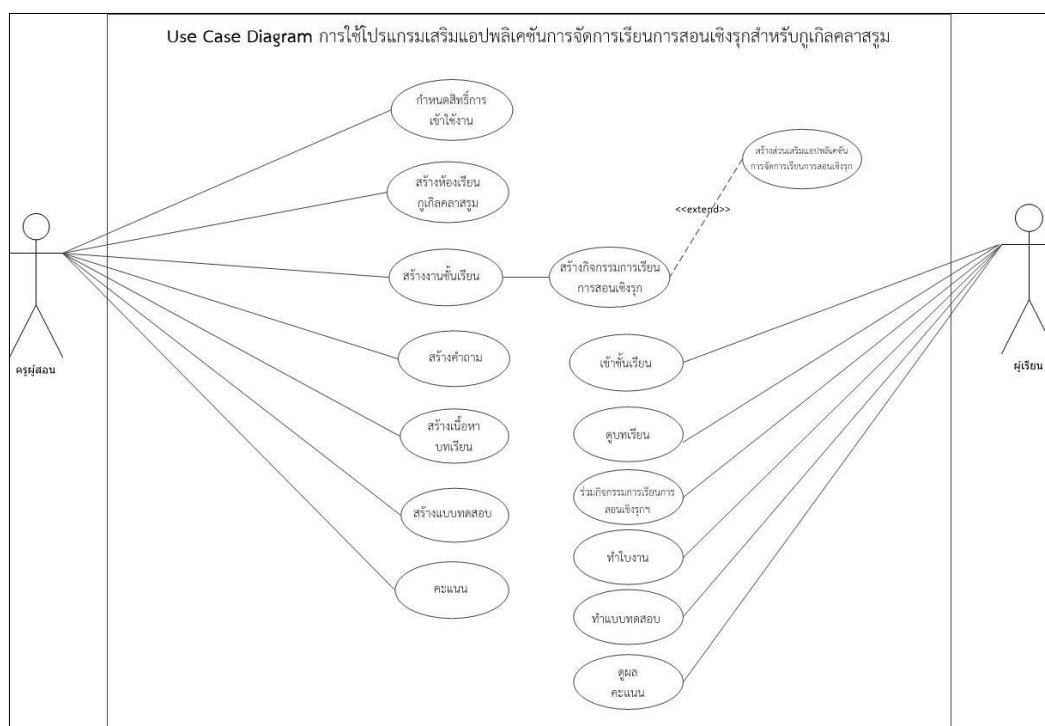 Use Case Diagram การใช้โปรแกรมเสริมแอปพลิเคชันการจัดการเรียนการสอนเชิงรุกสำหรับกูเกิลคลาสรูม
กำหนดสิทธิ์การ
เข้าใช้งาน
สร้างส่วนเสริมแอปพลิเคชัน
การจัดการเรียนการสอนเชิงรุก
สร้างห้องเรียน
กูเกิลคลาสรูม
<<extend>>
สร้างงานชั้นเรียน
สร้างกิจกรรมการเรียน
การสอนเชิงรุก
ครูผู้สอน
ผู้เรียน
สร้างคำถาม
เข้าชั้นเรียน
สร้างเนื้อหา
บทเรียน
ดูบทเรียน
ร่วมกิจกรรมการเรียนการ
สอนเชิงรุกฯ
สร้างแบบทดสอบ
ทำใบงาน
คะแนน
ทำแบบทดสอบ
ดูผล
คะแนน